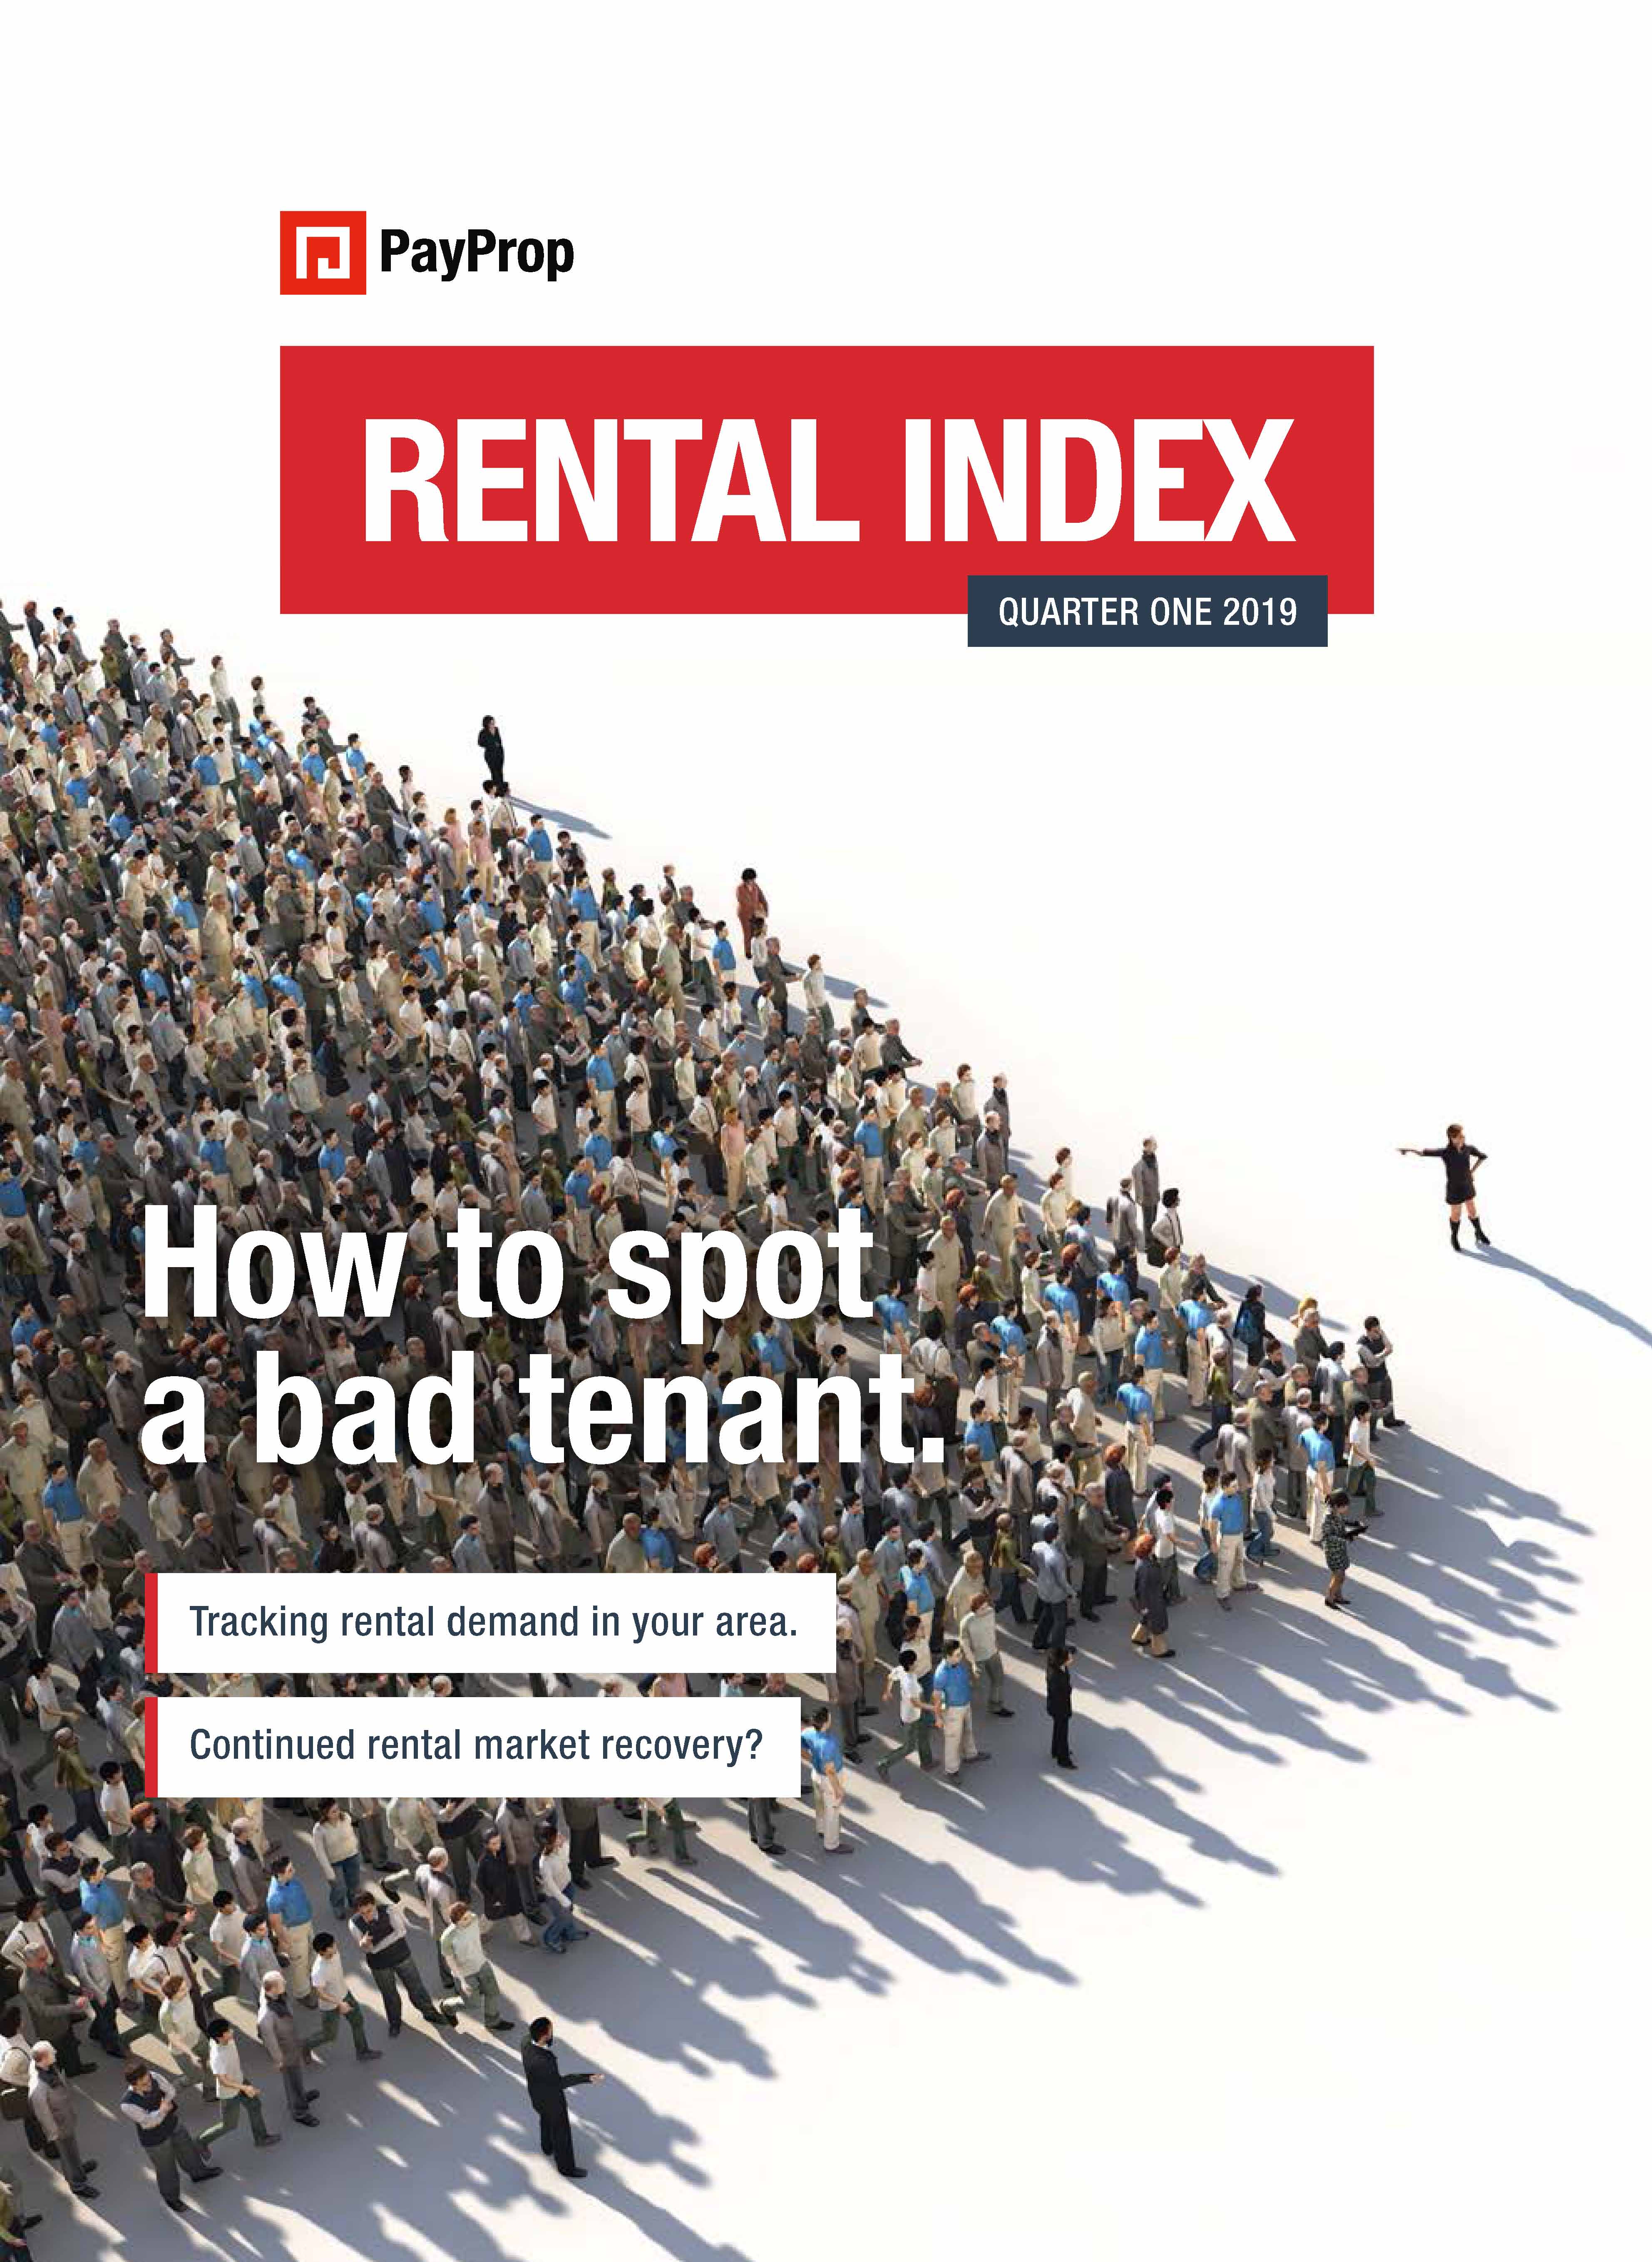 PayProp
RENTAL INDEX
QUARTER ONE 2019
How to spot
a bad tenant.
Tracking rental demand in your area.
Continued rental market recovery?